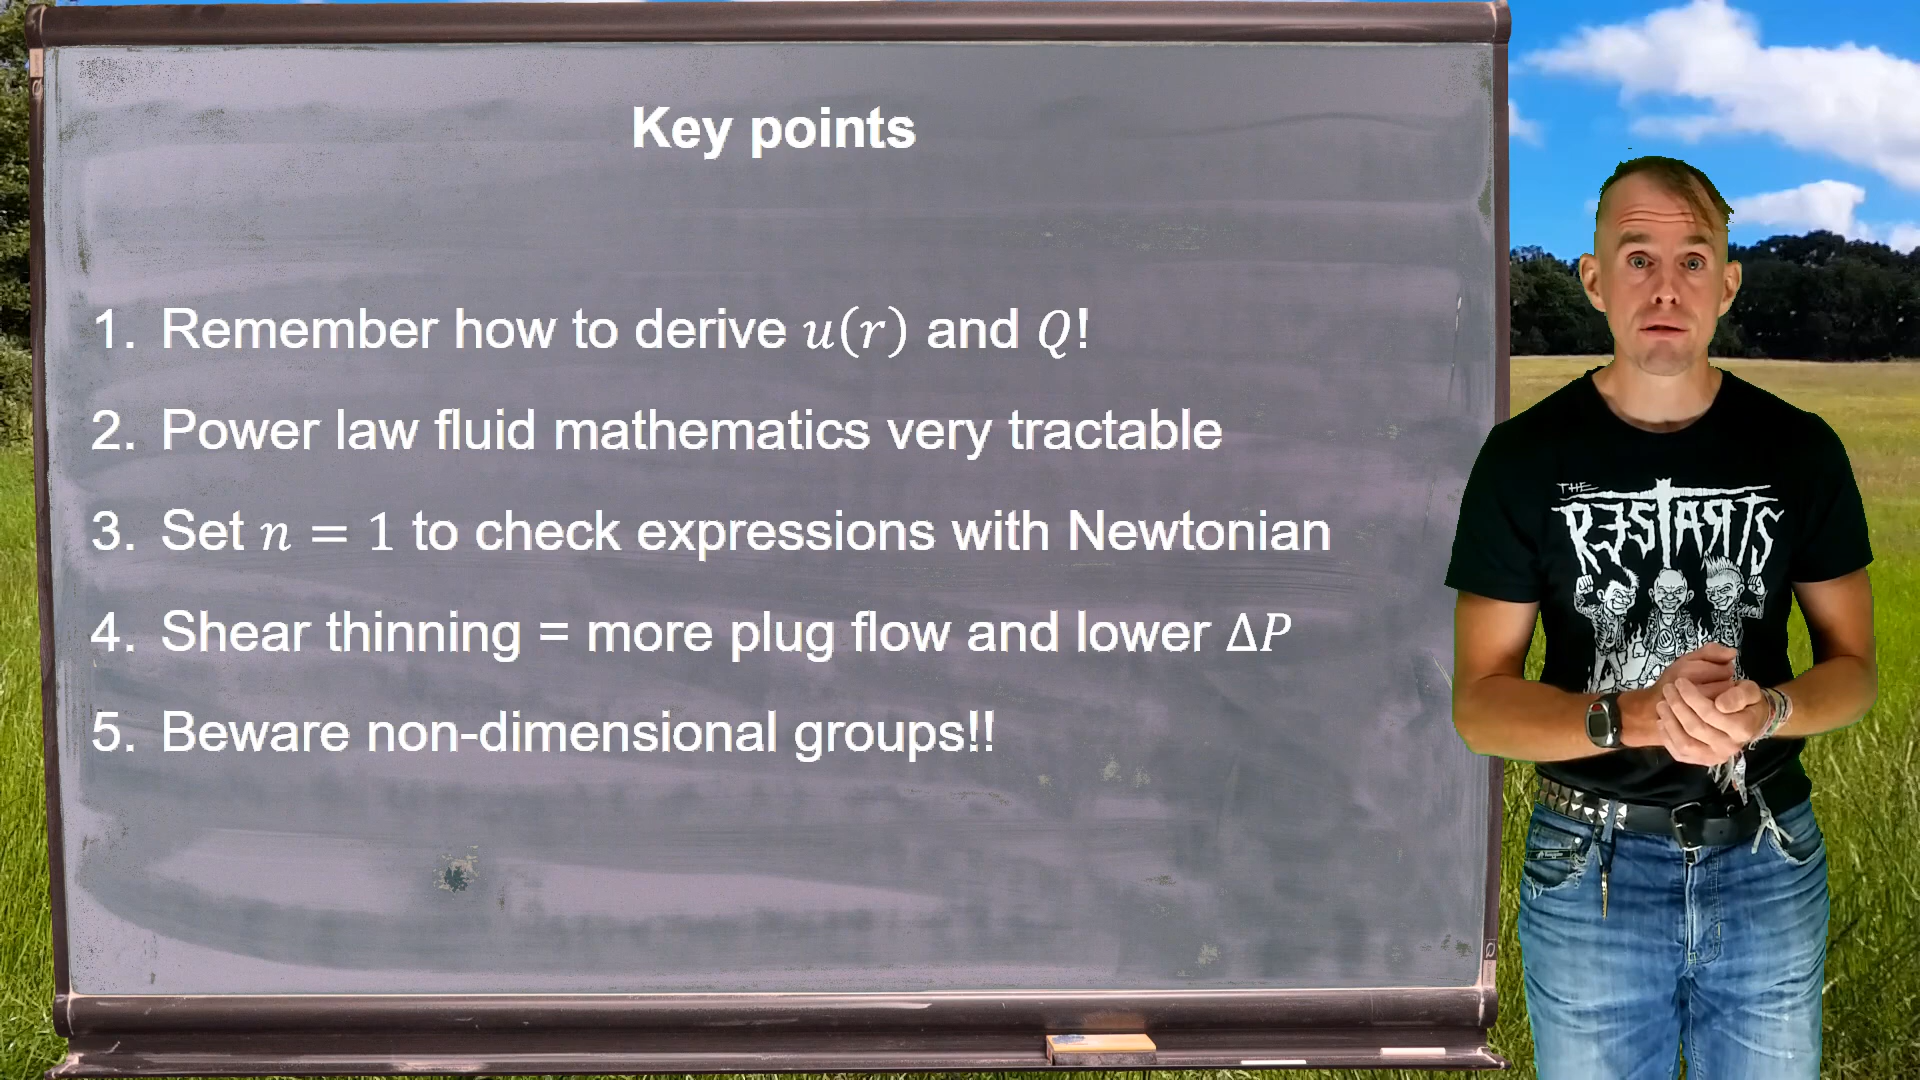 Key points
1. Remember how to derive u(r) and Q!
2. Power law fluid mathematics very tractable
3. Set n = 1 to check expressions with Newtonian
4. Shear thinning = more plug flow and lower ΔP
5. Beware non-dimensional groups!!
THE
RESTARTS